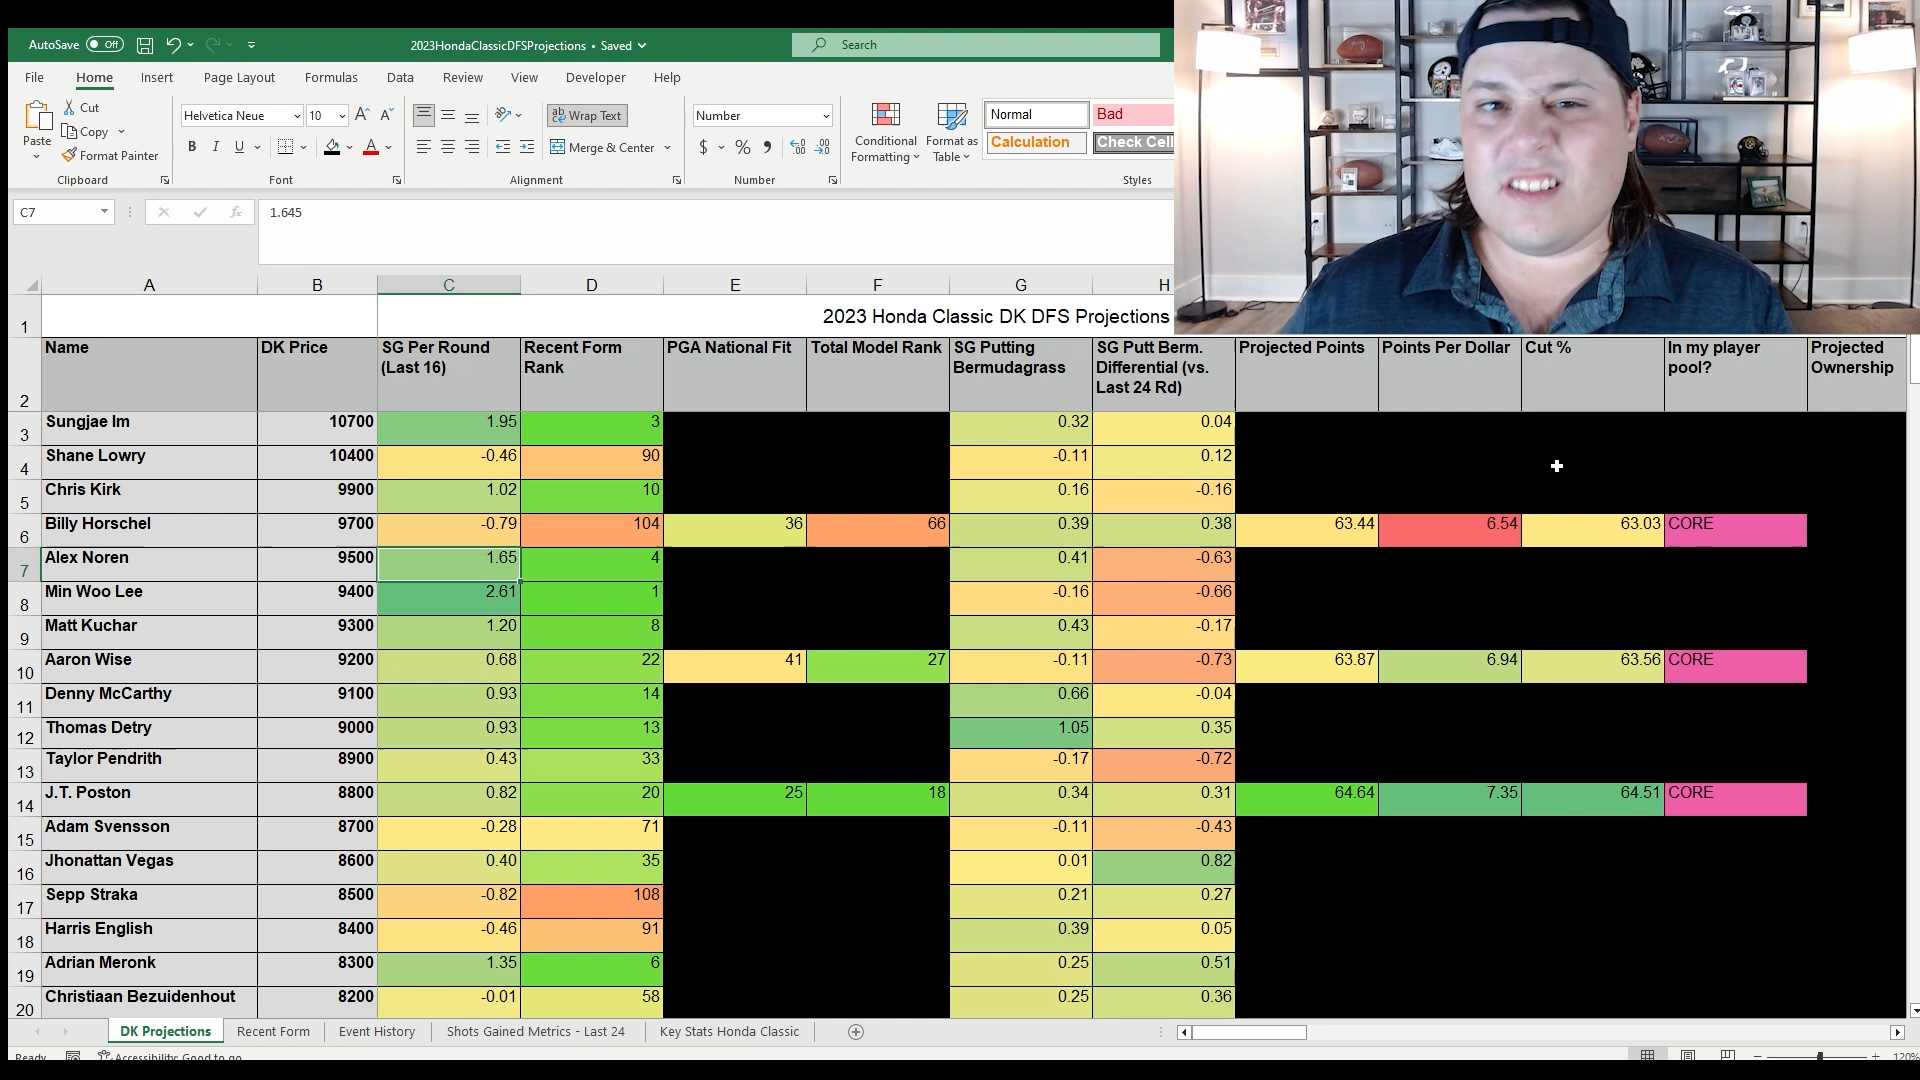 AutoSave Off 2023HondaClassicDFSProjections • Saved Search
File Home Insert Page Layout Formulas Data Review View Developer Help
Paste Cut Copy Format Painter
Helvetica Neue 10 Wrap Text Merge & Center
B I U
Number
$ %
Conditional Formatting Format as Table
Normal Bad
Calculation Check Cell
Clipboard Font Alignment Number Styles
C7 fx 1.645
A B C D E F G H
1 2023 Honda Classic DK DFS Projections
2 Name DK Price SG Per Round (Last 16) Recent Form Rank PGA National Fit Total Model Rank SG Putting Bermudagrass SG Putt Berm. Differential (vs. Last 24 Rd) Projected Points Points Per Dollar Cut % In my player pool? Projected Ownership
3 Sungjae Im 10700 1.95 3 0.32 0.04
4 Shane Lowry 10400 -0.46 90 -0.11 0.12
5 Chris Kirk 9900 1.02 10 0.16 -0.16
6 Billy Horschel 9700 -0.79 104 36 66 0.39 0.38 63.44 6.54 63.03 CORE
7 Alex Noren 9500 1.65 4 0.41 -0.63
8 Min Woo Lee 9400 2.61 1 -0.16 -0.66
9 Matt Kuchar 9300 1.20 8 0.43 -0.17
10 Aaron Wise 9200 0.68 22 41 27 -0.11 -0.73 63.87 6.94 63.56 CORE
11 Denny McCarthy 9100 0.93 14 0.66 -0.04
12 Thomas Detry 9000 0.93 13 1.05 0.35
13 Taylor Pendrith 8900 0.43 33 -0.17 -0.72
14 J.T. Poston 8800 0.82 20 25 18 0.34 0.31 64.64 7.35 64.51 CORE
15 Adam Svensson 8700 -0.28 71 -0.11 -0.43
16 Jhonattan Vegas 8600 0.40 35 0.01 0.82
17 Sepp Straka 8500 -0.82 108 0.21 0.27
18 Harris English 8400 -0.46 91 0.39 0.05
19 Adrian Meronk 8300 1.35 6 0.25 0.51
20 Christiaan Bezuidenhout 8200 -0.01 58 0.25 0.36
DK Projections Recent Form Event History Shots Gained Metrics - Last 24 Key Stats Honda Classic
Ready Accessibility: Good to go 120%